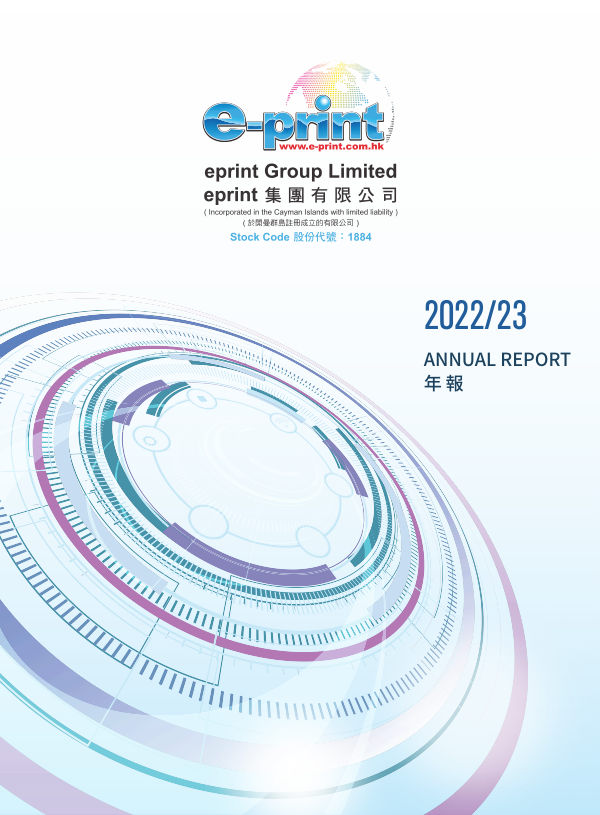 e-print
www.e-print.com.hk
eprint Group Limited
eprint 集團有限公司
( Incorporated in the Cayman Islands with limited liability )
( 於開曼群島註冊成立的有限公司 )
Stock Code 股份代號：1884
2022/23
ANNUAL REPORT
年報